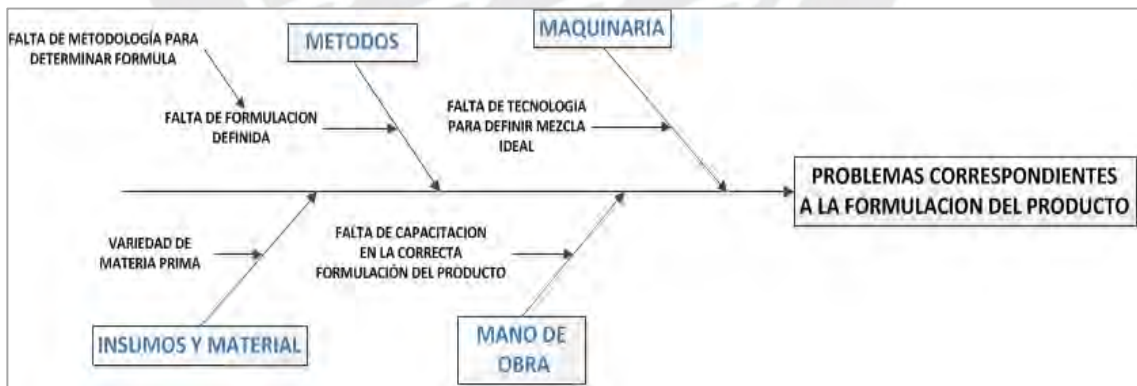 FALTA DE METODOLOGÍA PARA
DETERMINAR FORMULA
METODOS
MAQUINARIA
FALTA DE FORMULACION
DEFINIDA
FALTA DE TECNOLOGIA
PARA DEFINIR MEZCLA
IDEAL
PROBLEMAS CORRESPONDIENTES
A LA FORMULACION DEL PRODUCTO
VARIEDAD DE
MATERIA PRIMA
FALTA DE CAPACITACION
EN LA CORRECTA
FORMULACIÓN DEL PRODUCTO
INSUMOS Y MATERIAL
MANO DE
OBRA